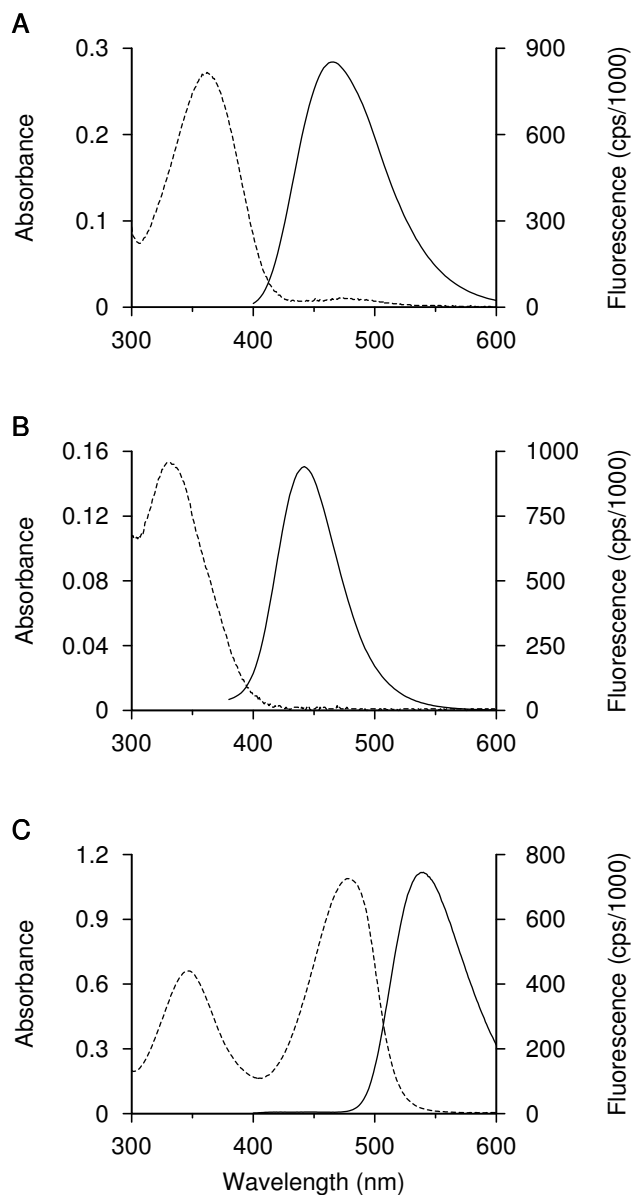 A
0.3
0.2
0.1
0
Absorbance
900
600
300
0
Fluorescence (cps/1000)
300 400 500 600
B
0.16
0.12
0.08
0.04
0
Absorbance
1000
750
500
250
0
Fluorescence (cps/1000)
300 400 500 600
C
1.2
0.9
0.6
0.3
0
Absorbance
800
600
400
200
0
Fluorescence (cps/1000)
300 400 500 600
Wavelength (nm)